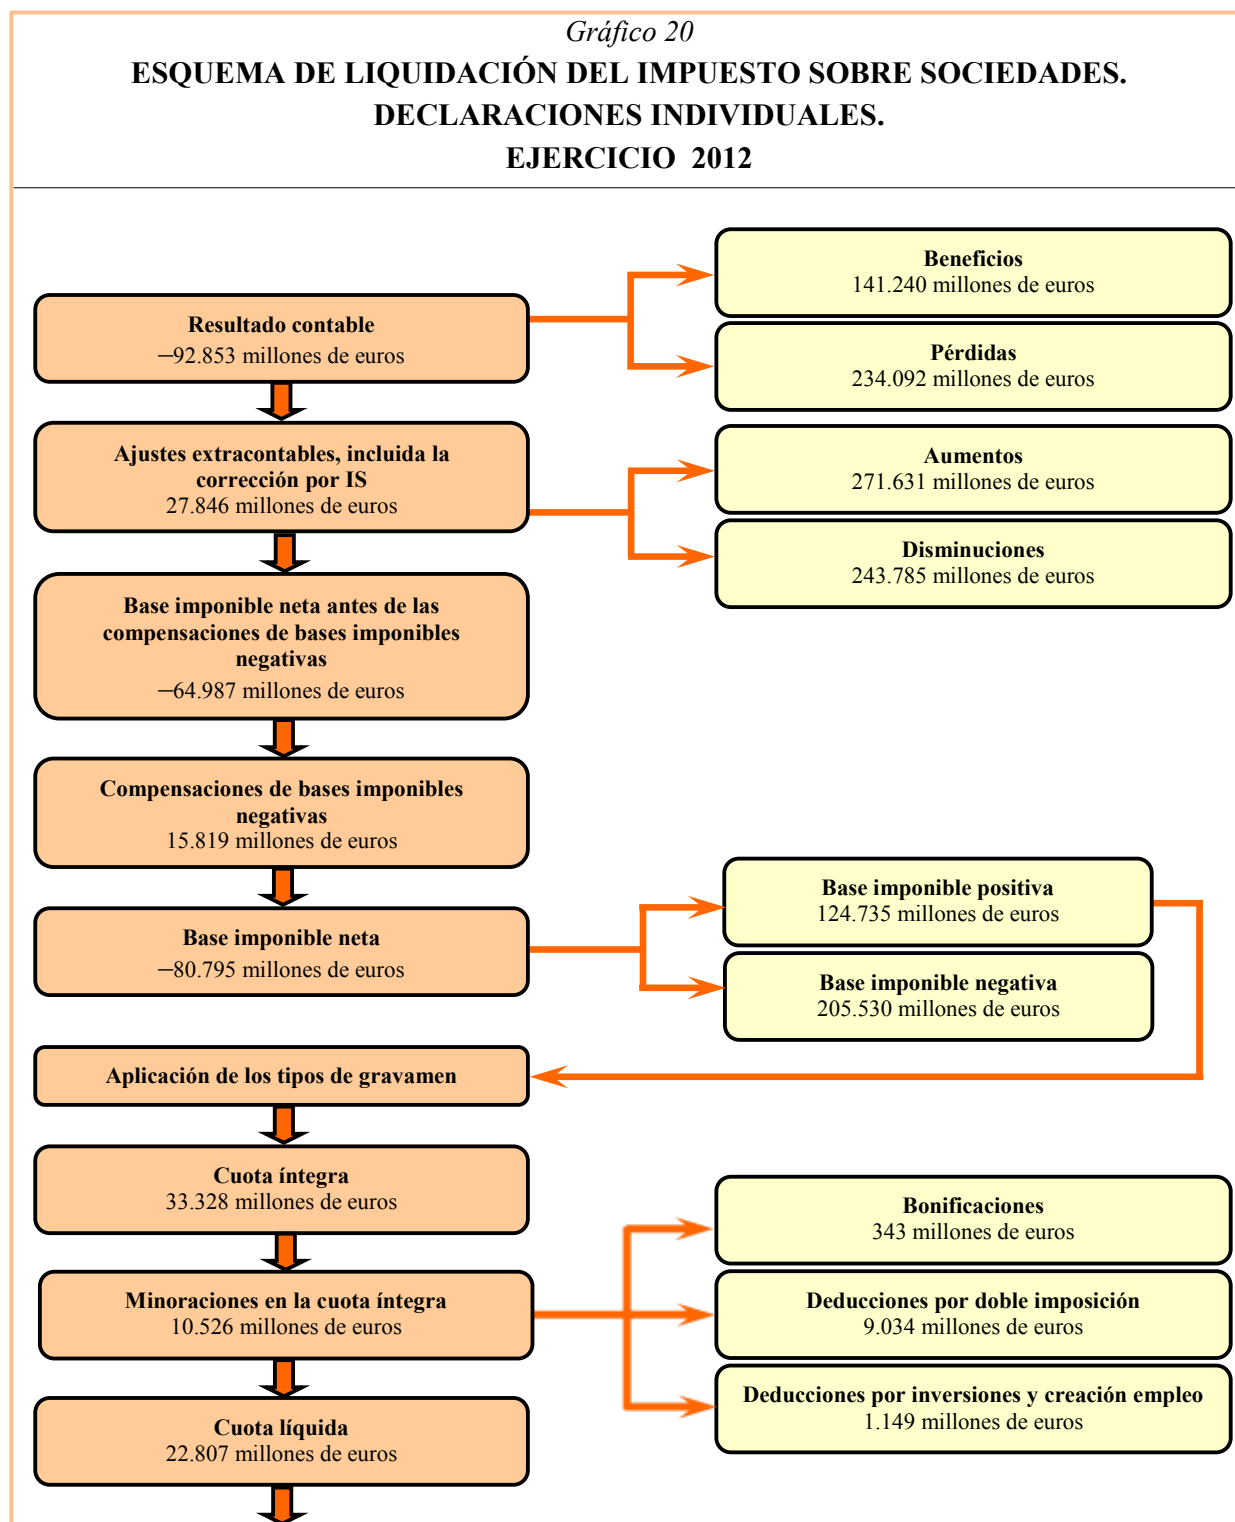 Gráfico 20
ESQUEMA DE LIQUIDACIÓN DEL IMPUESTO SOBRE SOCIEDADES.
DECLARACIONES INDIVIDUALES.
EJERCICIO 2012
Resultado contable
−92.853 millones de euros
Beneficios
141.240 millones de euros
Pérdidas
234.092 millones de euros
Ajustes extracontables, incluida la
corrección por IS
27.846 millones de euros
Aumentos
271.631 millones de euros
Disminuciones
243.785 millones de euros
Base imponible neta antes de las
compensaciones de bases imponibles
negativas
−64.987 millones de euros
Compensaciones de bases imponibles
negativas
15.819 millones de euros
Base imponible neta
−80.795 millones de euros
Base imponible positiva
124.735 millones de euros
Base imponible negativa
205.530 millones de euros
Aplicación de los tipos de gravamen
Cuota íntegra
33.328 millones de euros
Minoraciones en la cuota íntegra
10.526 millones de euros
Bonificaciones
343 millones de euros
Deducciones por doble imposición
9.034 millones de euros
Deducciones por inversiones y creación empleo
1.149 millones de euros
Cuota líquida
22.807 millones de euros